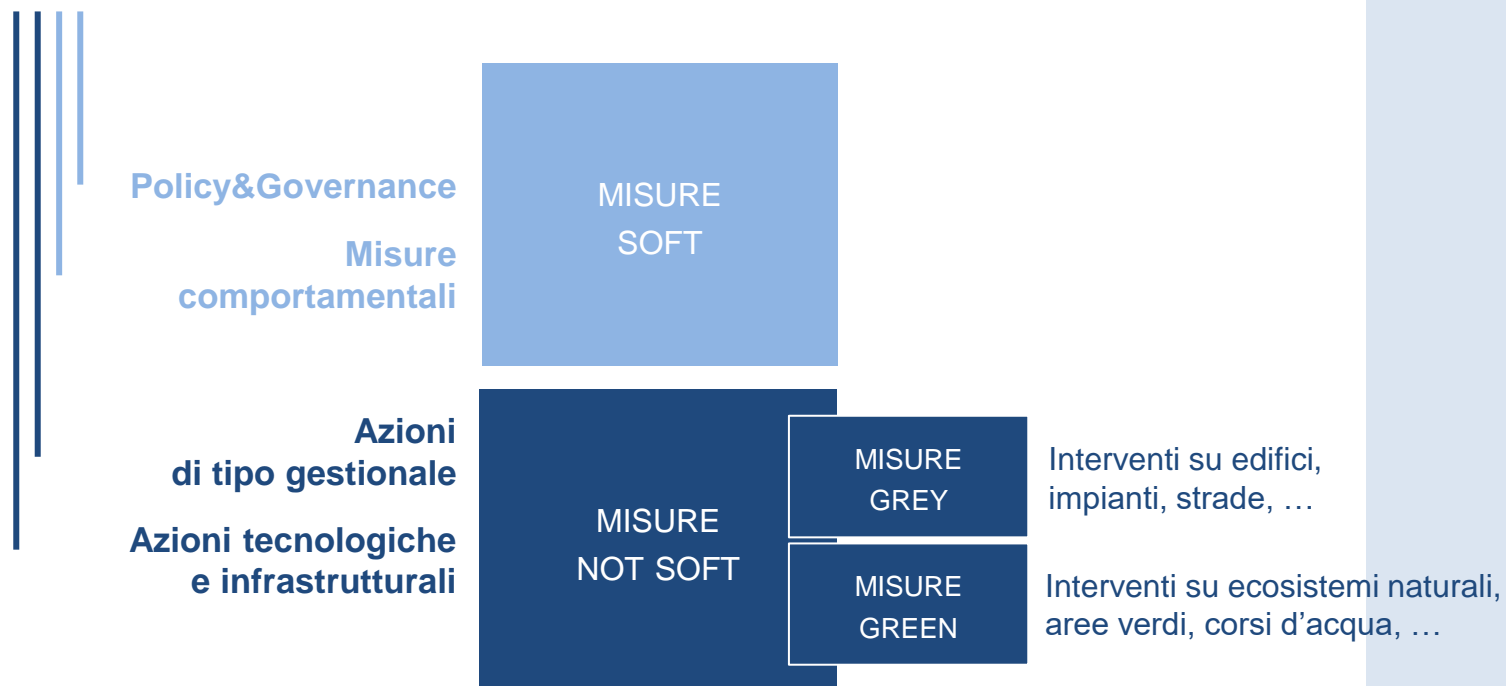 Policy&Governance
Misure
comportamentali
MISURE
SOFT
Azioni
di tipo gestionale
Azioni tecnologiche
e infrastrutturali
MISURE
NOT SOFT
MISURE
GREY
Interventi su edifici,
impianti, strade, …
MISURE
GREEN
Interventi su ecosistemi naturali,
aree verdi, corsi d’acqua, …